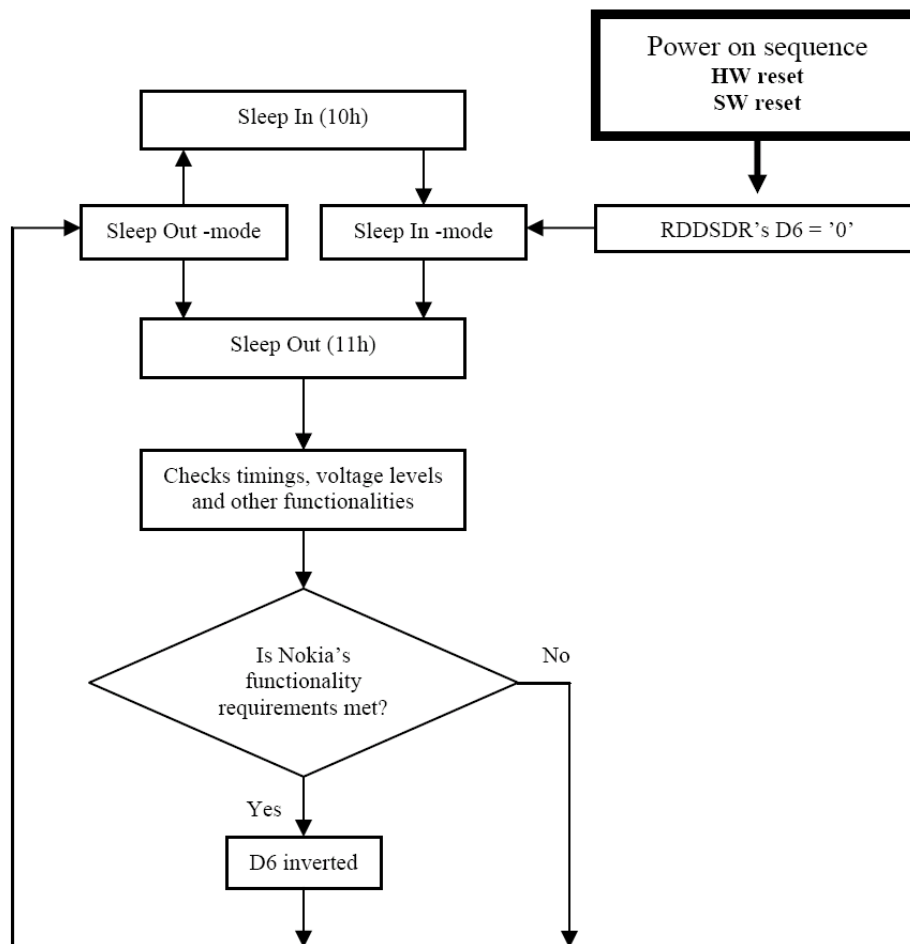 Power on sequence
HW reset
SW reset
Sleep In (10h)
Sleep Out -mode
Sleep In -mode
RDDSDR's D6 = '0'
Sleep Out (11h)
Checks timings, voltage levels
and other functionalities
Is Nokia's
functionality
requirements met?
No
Yes
D6 inverted